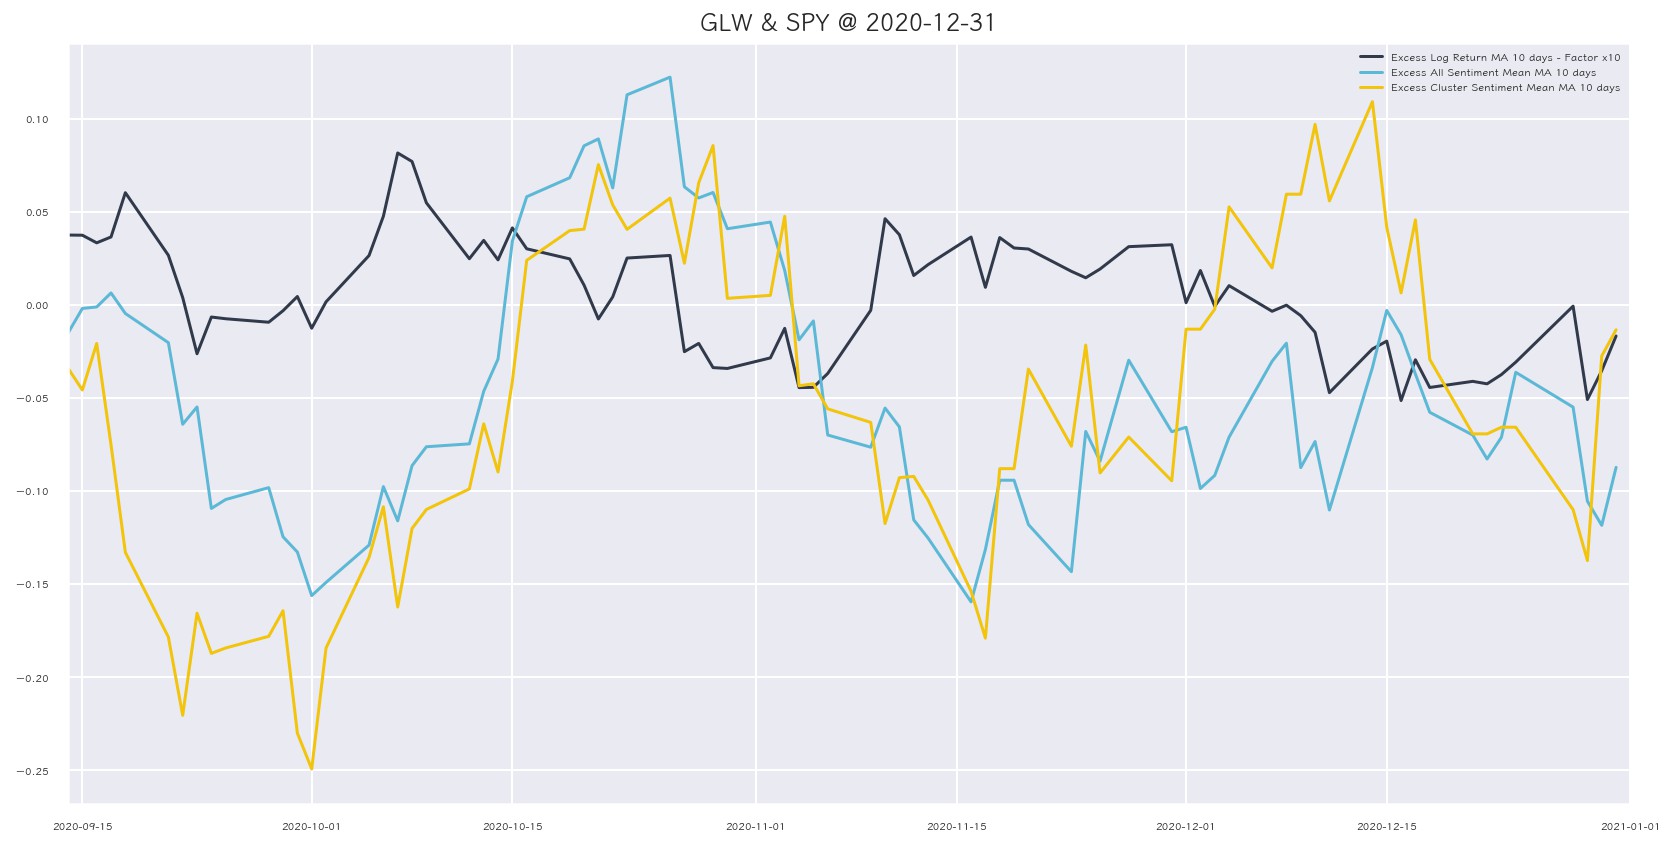 GLW & SPY @ 2020-12-31
Excess Log Return MA 10 days - Factor x10
Excess All Sentiment Mean MA 10 days
Excess Cluster Sentiment Mean MA 10 days
0.10
0.05
0.00
−0.05
−0.10
−0.15
−0.20
−0.25
2020-09-15 2020-10-01 2020-10-15 2020-11-01 2020-11-15 2020-12-01 2020-12-15 2021-01-01